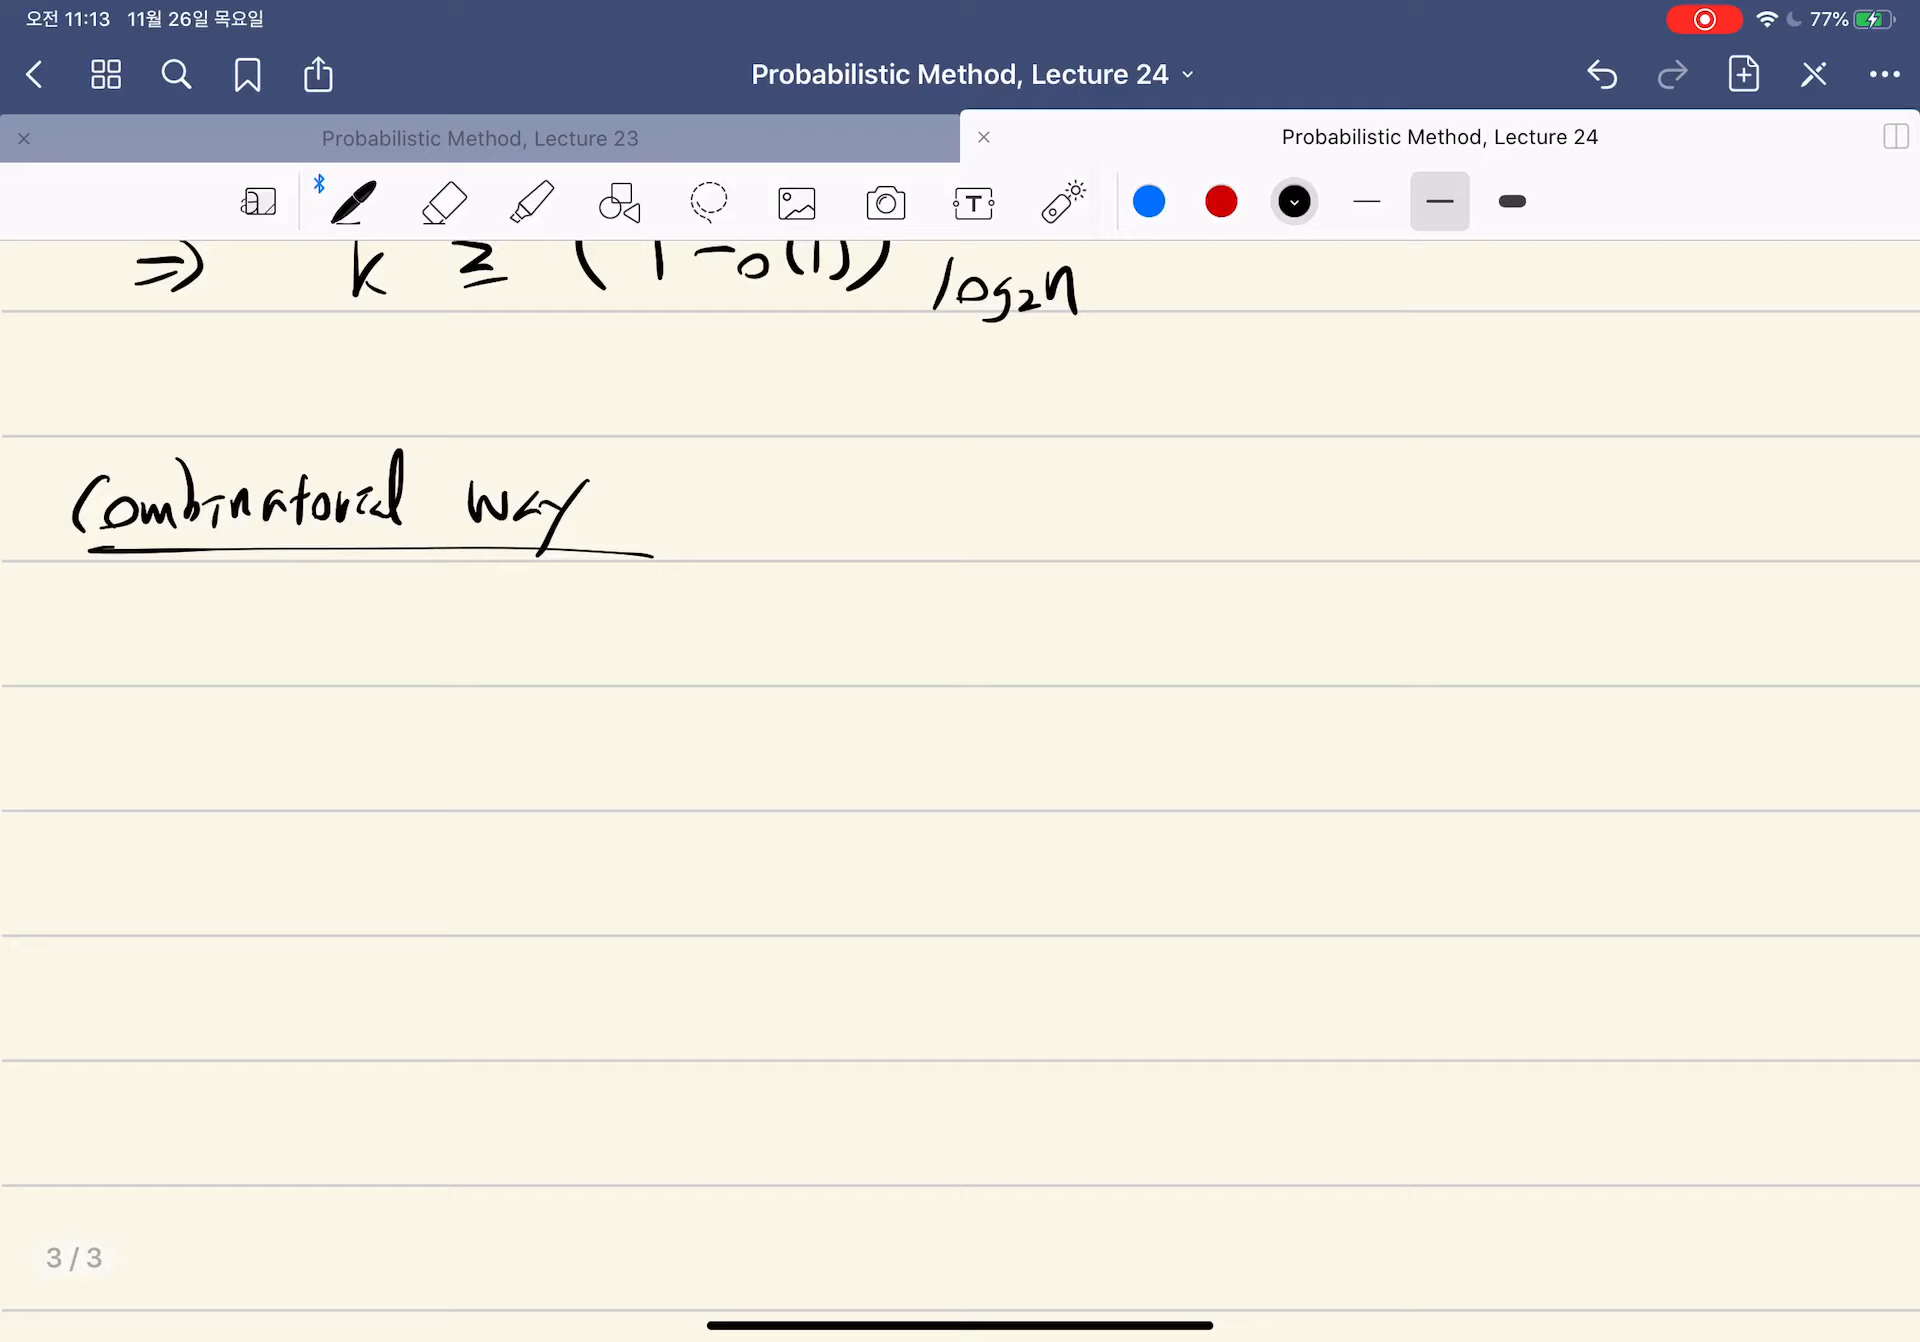 오전 11:13 11월 26일 목요일 77%
Probabilistic Method, Lecture 24
Probabilistic Method, Lecture 23
Probabilistic Method, Lecture 24
⇒ k ≥ (1-o(1)) log₂n
Combinatorial way
3 / 3